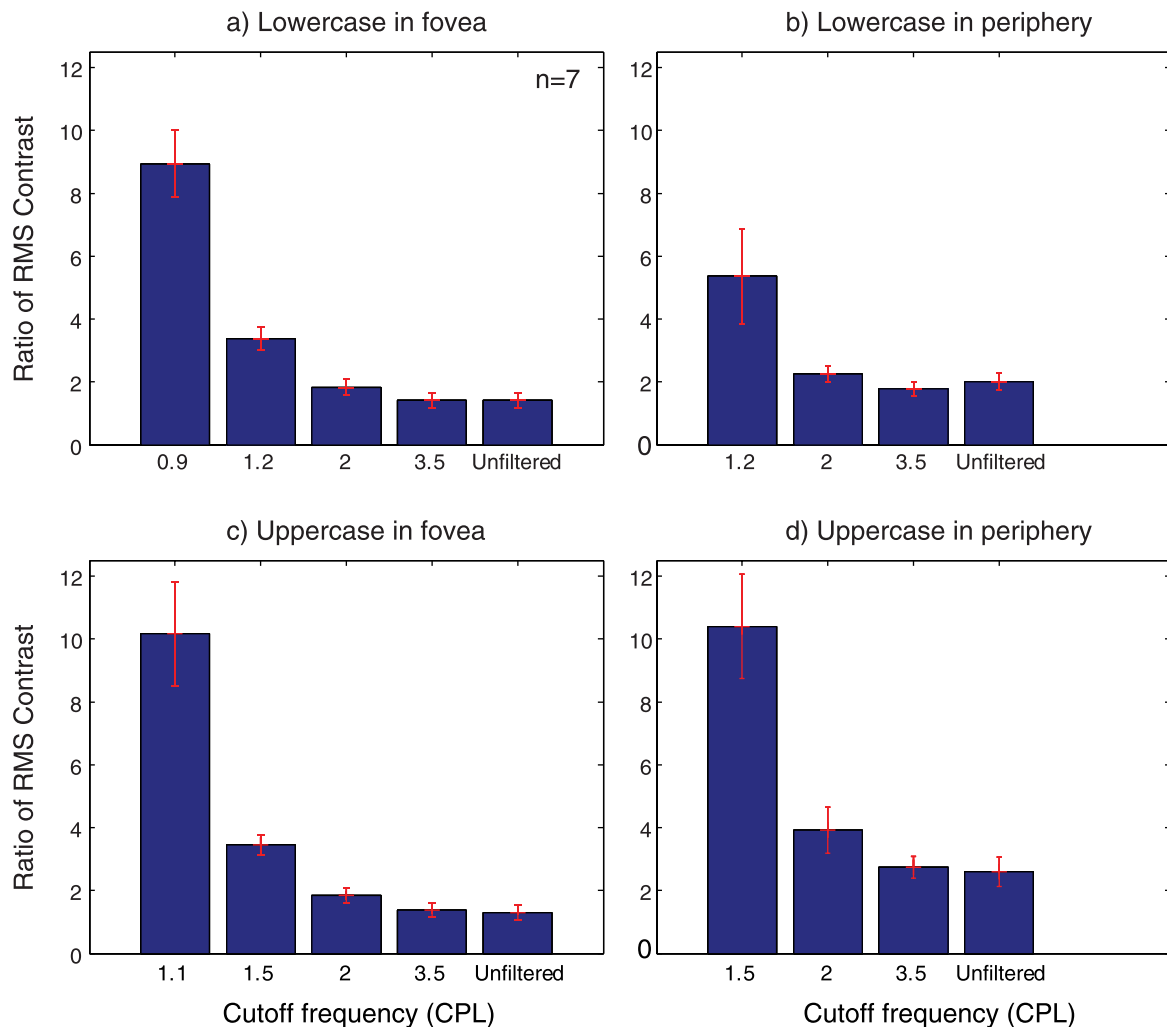 a) Lowercase in fovea
b) Lowercase in periphery
n=7
Ratio of RMS Contrast
12
10
8
6
4
2
0
0.9 1.2 2 3.5 Unfiltered
12
10
8
6
4
2
0
1.2 2 3.5 Unfiltered
c) Uppercase in fovea
d) Uppercase in periphery
Ratio of RMS Contrast
12
10
8
6
4
2
0
1.1 1.5 2 3.5 Unfiltered
Cutoff frequency (CPL)
12
10
8
6
4
2
0
1.5 2 3.5 Unfiltered
Cutoff frequency (CPL)